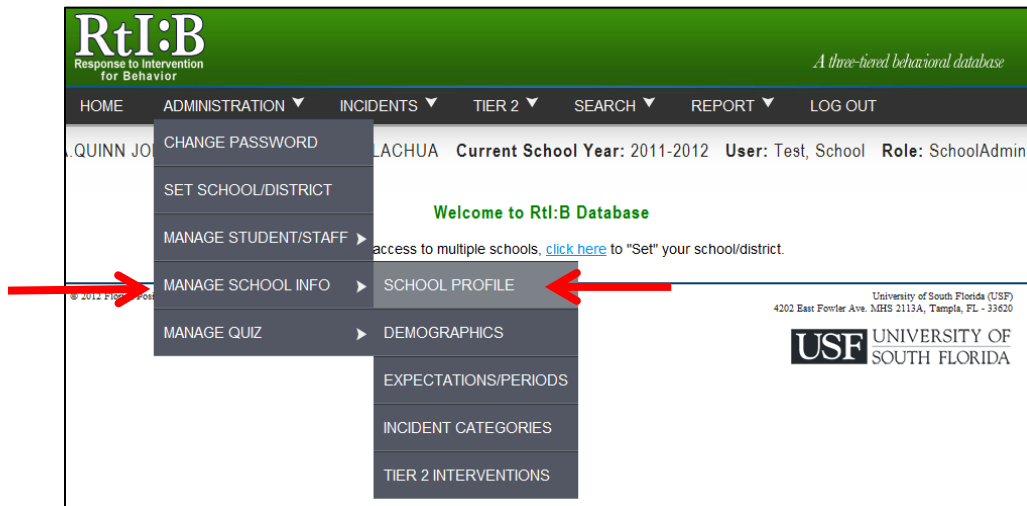 RtI:B
Response to Intervention
for Behavior
A three-tiered behavioral database
HOME ADMINISTRATION INCIDENTS TIER 2 SEARCH REPORT LOG OUT
.QUINN JO LACHUA Current School Year: 2011-2012 User: Test, School Role: SchoolAdmin
CHANGE PASSWORD
SET SCHOOL/DISTRICT
MANAGE STUDENT/STAFF
MANAGE SCHOOL INFO
MANAGE QUIZ
SCHOOL PROFILE
DEMOGRAPHICS
EXPECTATIONS/PERIODS
INCIDENT CATEGORIES
TIER 2 INTERVENTIONS
Welcome to RtI:B Database
access to multiple schools, click here to "Set" your school/district.
© 2012
University of South Florida (USF)
4202 East Fowler Ave. MHS 2113A, Tampla, FL - 33620
USF UNIVERSITY OF
SOUTH FLORIDA